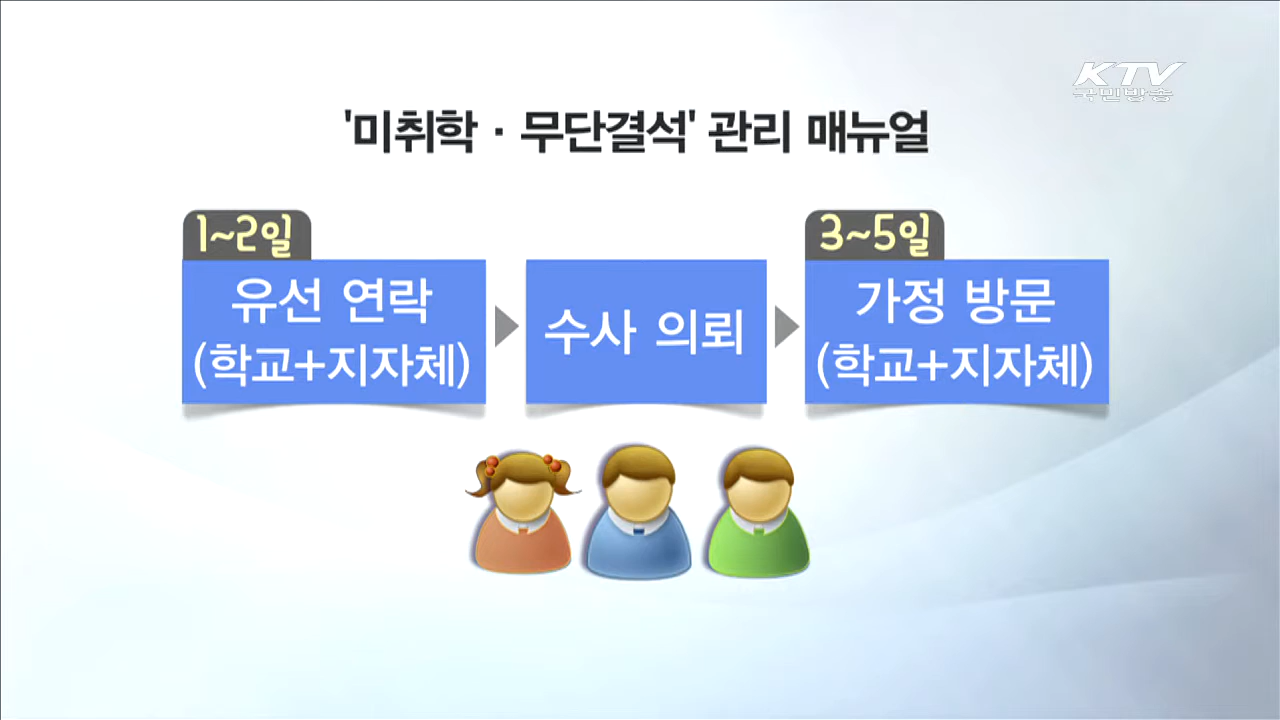 KTV
국민방송
'미취학 · 무단결석' 관리 매뉴얼
1~2일
유선 연락
(학교+지자체)
수사 의뢰
3~5일
가정 방문
(학교+지자체)